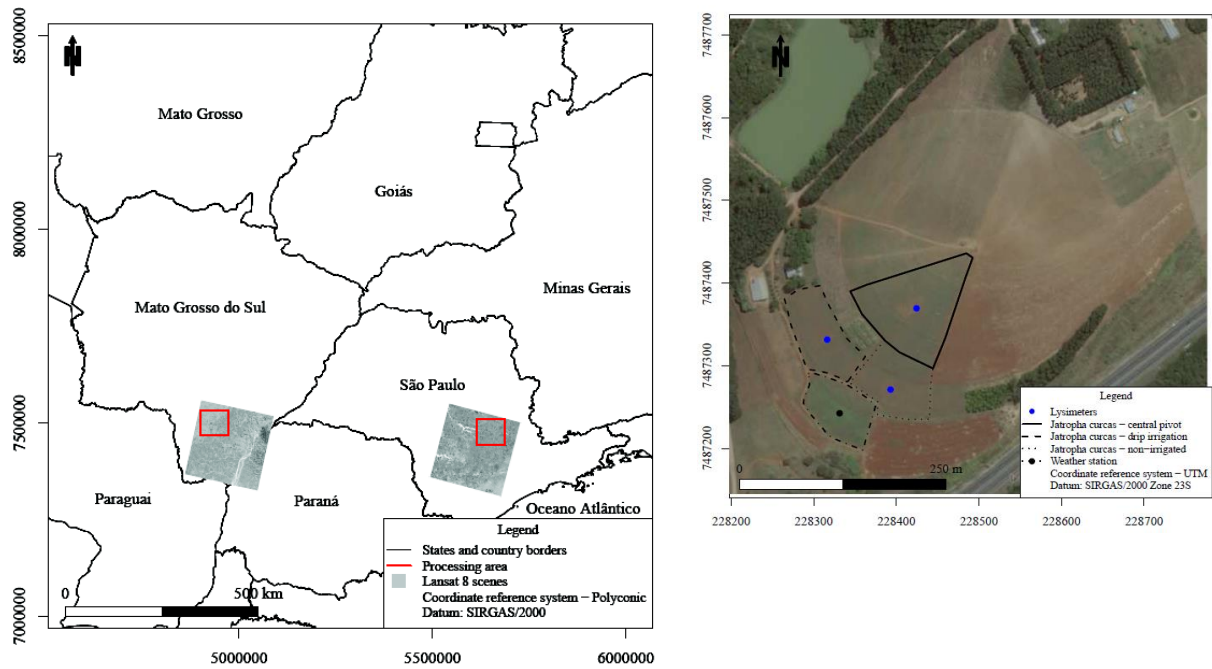 N
Mato Grosso
Goiás
Mato Grosso do Sul
Minas Gerais
São Paulo
Paraguai
Paraná
Oceano Atlântico
Legend
States and country borders
Processing area
Lansat 8 scenes
Coordinate reference system − Polyconic
Datum: SIRGAS/2000
0 500 km
8500000
8000000
7500000
7000000
5000000 5500000 6000000
N
7487700
7487600
7487500
7487400
7487300
7487200
Legend
Lysimeters
Jatropha curcas − central pivot
Jatropha curcas − drip irrigation
Jatropha curcas − non−irrigated
Weather station
Coordinate reference system − UTM
Datum: SIRGAS/2000 Zone 23S
0 250 m
228200 228300 228400 228500 228600 228700